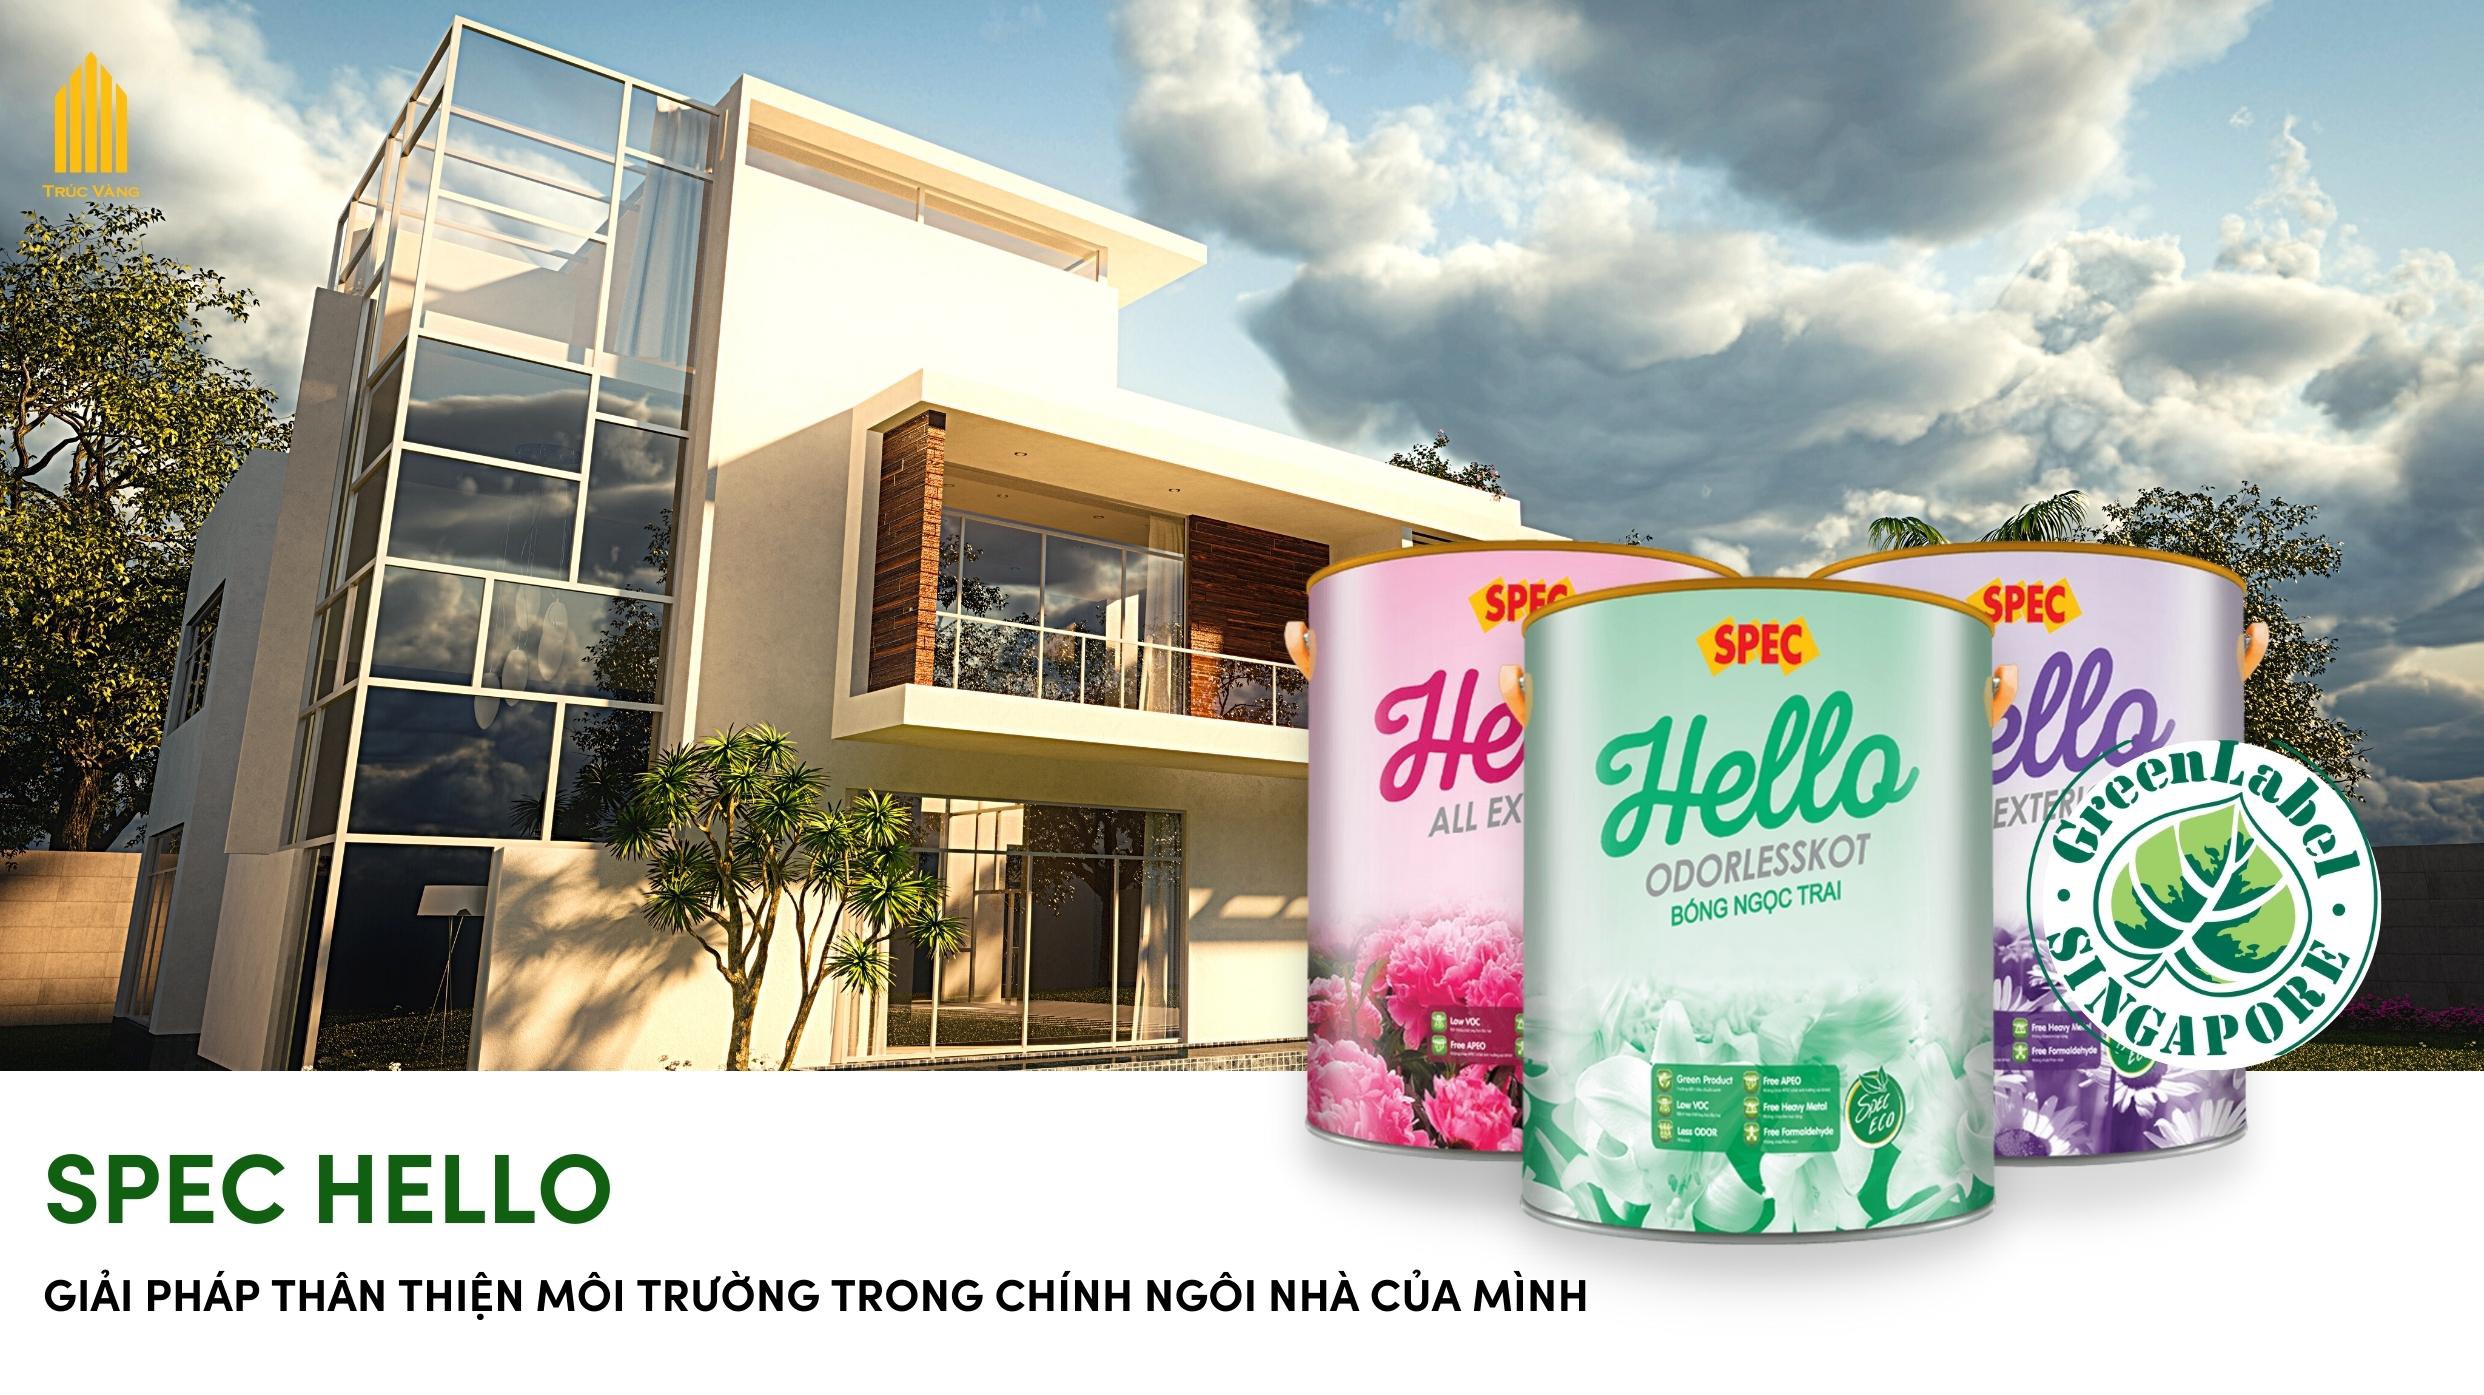 TRÚC VÀNG
SPEC
He
ALL EX
Low VOC
Free APEO
SPEC
Hello
ODORLESSKOT
BÓNG NGỌC TRAI
Green Product
Low VOC
Less ODOR
Free APEO
Free Heavy Metal
Free Formaldehyde
SPEC ECO
SPEC
ello
EXTERI
Free Heavy Metal
Free Formaldehyde
GreenLabel
SINGAPORE
SPEC HELLO
GIẢI PHÁP THÂN THIỆN MÔI TRƯỜNG TRONG CHÍNH NGÔI NHÀ CỦA MÌNH